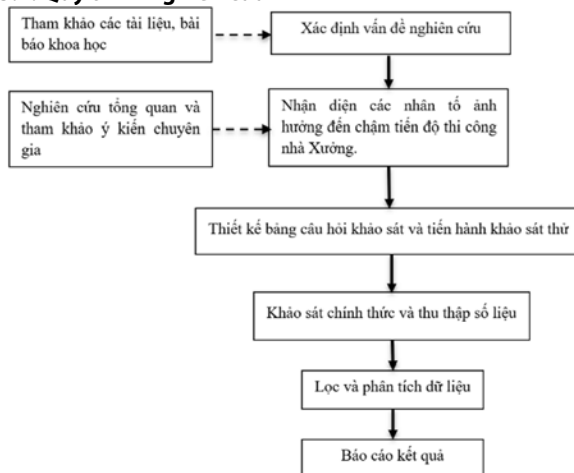 Tham khảo các tài liệu, bài
báo khoa học
Xác định vấn đề nghiên cứu
Nghiên cứu tổng quan và
tham khảo ý kiến chuyên
gia
Nhận diện các nhân tố ảnh
hưởng đến chậm tiến độ thi công
nhà Xưởng.
Thiết kế bảng câu hỏi khảo sát và tiến hành khảo sát thử
Khảo sát chính thức và thu thập số liệu
Lọc và phân tích dữ liệu
Báo cáo kết quả